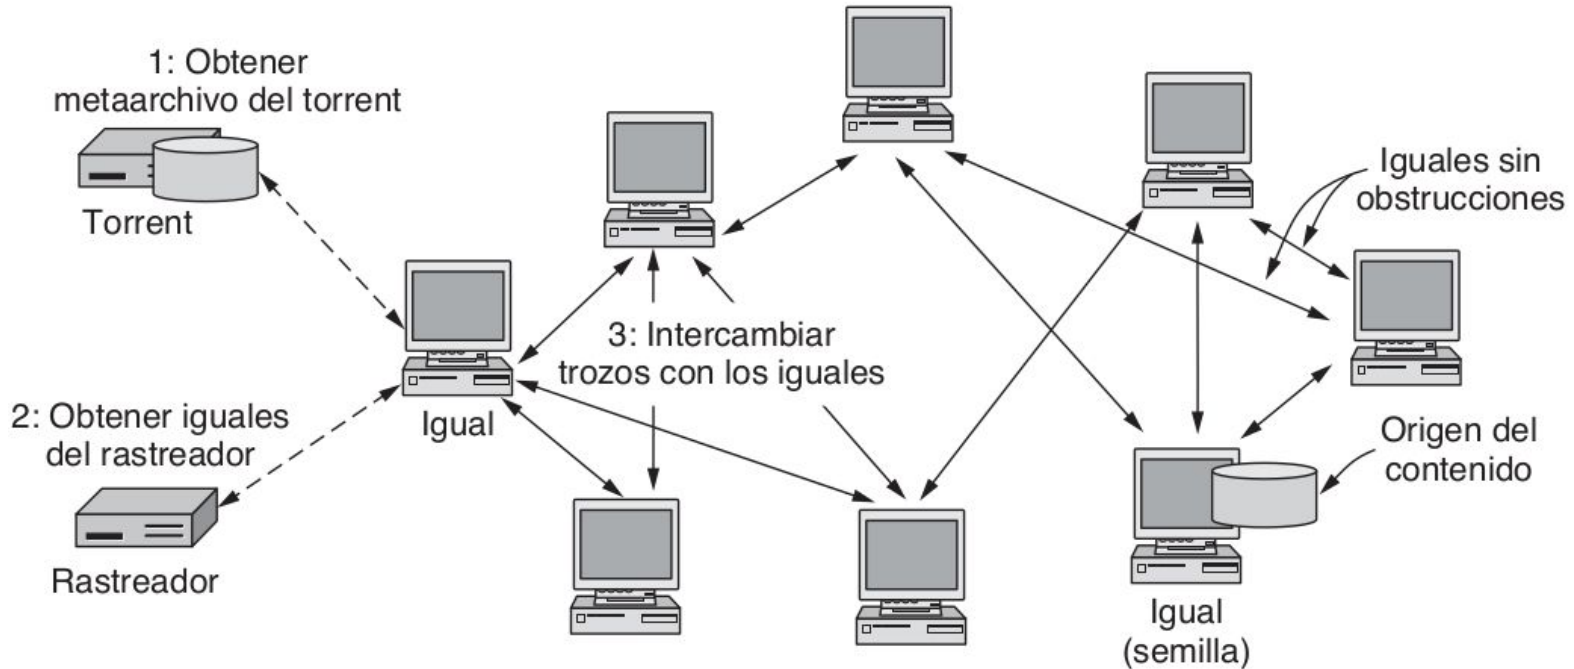 1: Obtener
metaarchivo del torrent
Torrent
2: Obtener iguales
del rastreador
Rastreador
Igual
3: Intercambiar
trozos con los iguales
Iguales sin
obstrucciones
Origen del
contenido
Igual
(semilla)